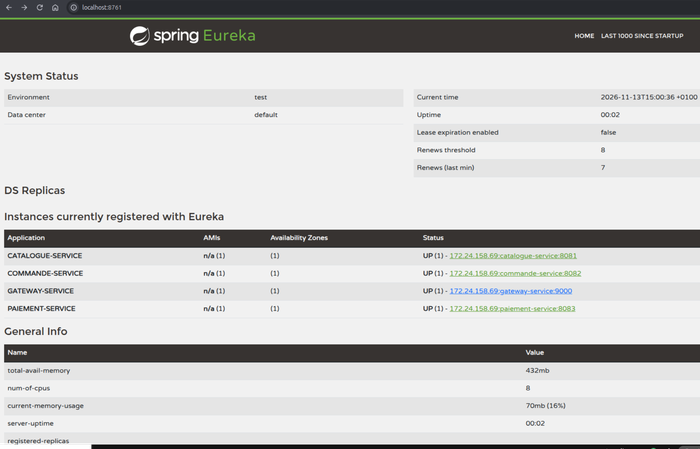 localhost:8761
spring Eureka
HOME LAST 1000 SINCE STARTUP
System Status
Environment test
Data center default
Current time 2026-11-13T15:00:36 +0100
Uptime 00:02
Lease expiration enabled false
Renews threshold 8
Renews (last min) 7
DS Replicas
Instances currently registered with Eureka
Application AMIs Availability Zones Status
CATALOGUE-SERVICE n/a (1) (1) UP (1) - 172.24.158.69:catalogue-service:8081
COMMANDE-SERVICE n/a (1) (1) UP (1) - 172.24.158.69:commande-service:8082
GATEWAY-SERVICE n/a (1) (1) UP (1) - 172.24.158.69:gateway-service:9000
PAIEMENT-SERVICE n/a (1) (1) UP (1) - 172.24.158.69:paiement-service:8083
General Info
Name Value
total-avail-memory 432mb
num-of-cpus 8
current-memory-usage 70mb (16%)
server-uptime 00:02
registered-replicas